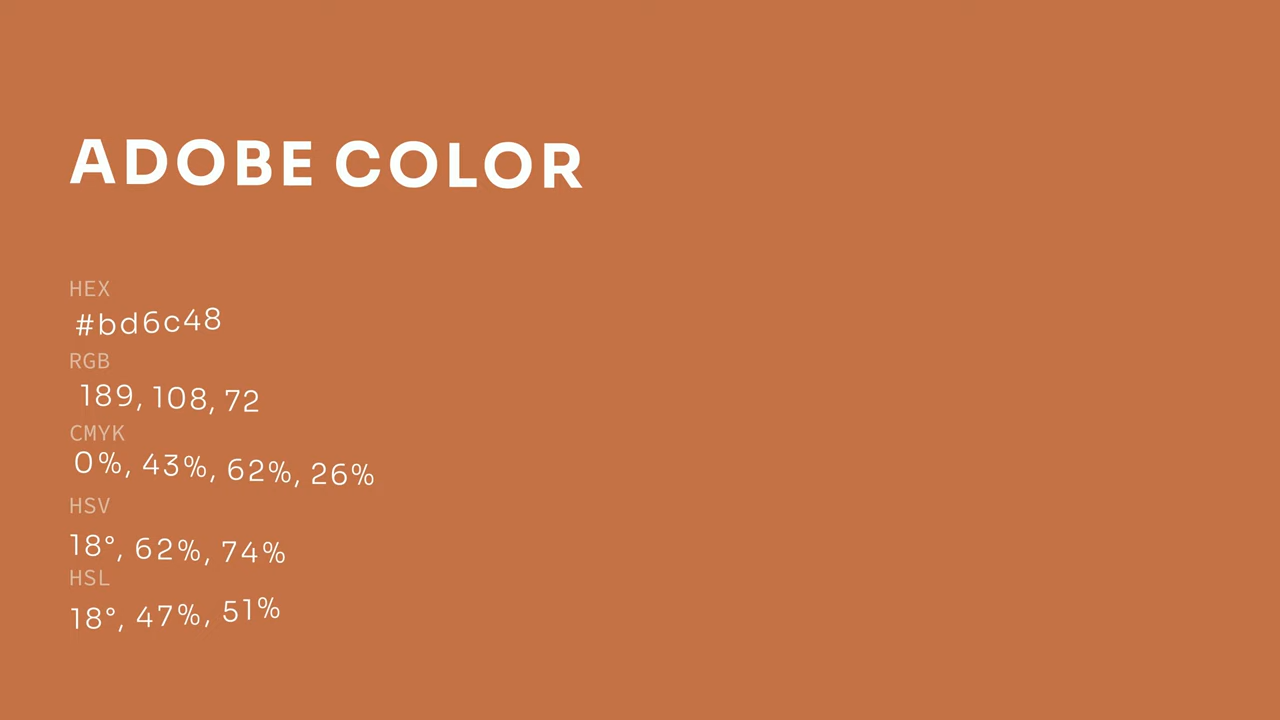 ADOBE COLOR
HEX
#bd6c48
RGB
189, 108, 72
CMYK
0%, 43%, 62%, 26%
HSV
18°, 62%, 74%
HSL
18°, 47%, 51%